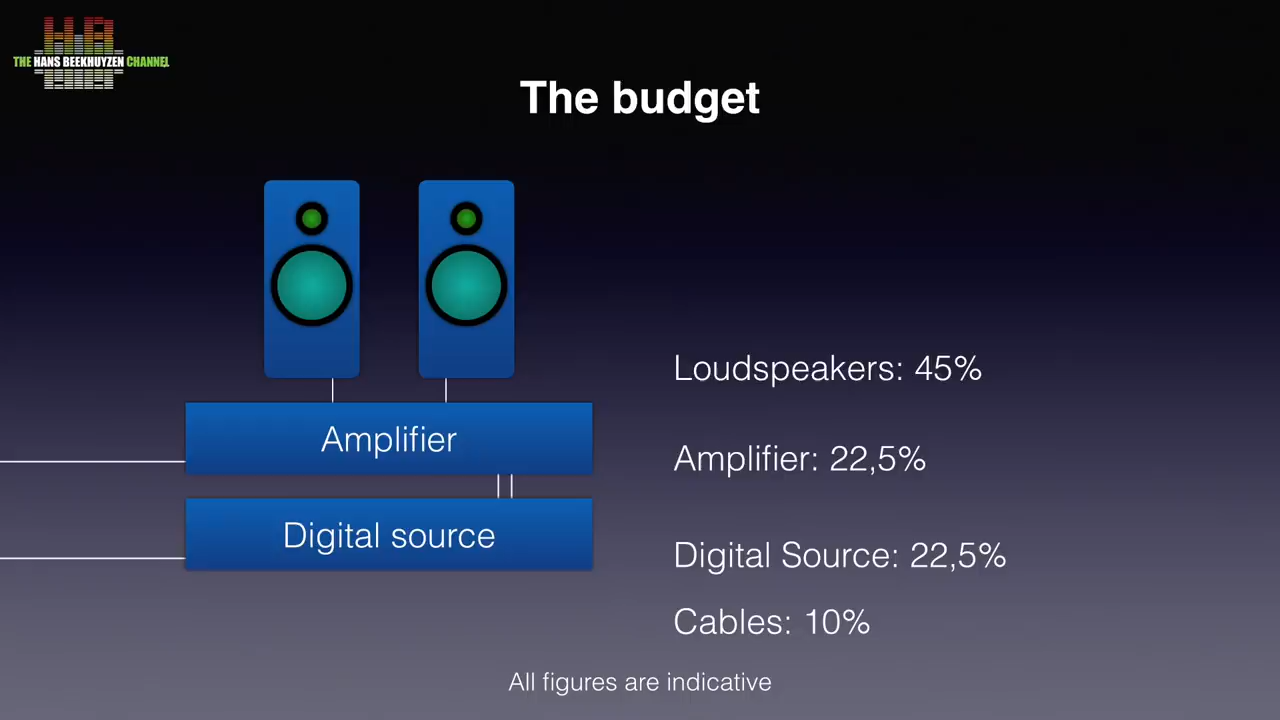 THE HANS BEEKHUYZEN CHANNEL
The budget
Loudspeakers: 45%
Amplifier
Amplifier: 22,5%
Digital source
Digital Source: 22,5%
Cables: 10%
All figures are indicative